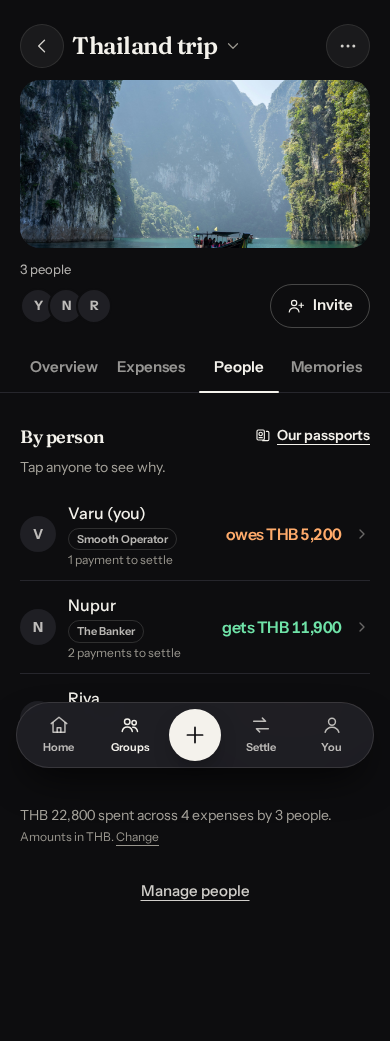 Thailand trip
3 people
Y N R
Invite
Overview Expenses People Memories
By person
Our passports
Tap anyone to see why.
V
Varu (you)
Smooth Operator
1 payment to settle
owes THB 5,200
N
Nupur
The Banker
2 payments to settle
gets THB 11,900
Riya
Home Groups Settle You
THB 22,800 spent across 4 expenses by 3 people.
Amounts in THB. Change
Manage people